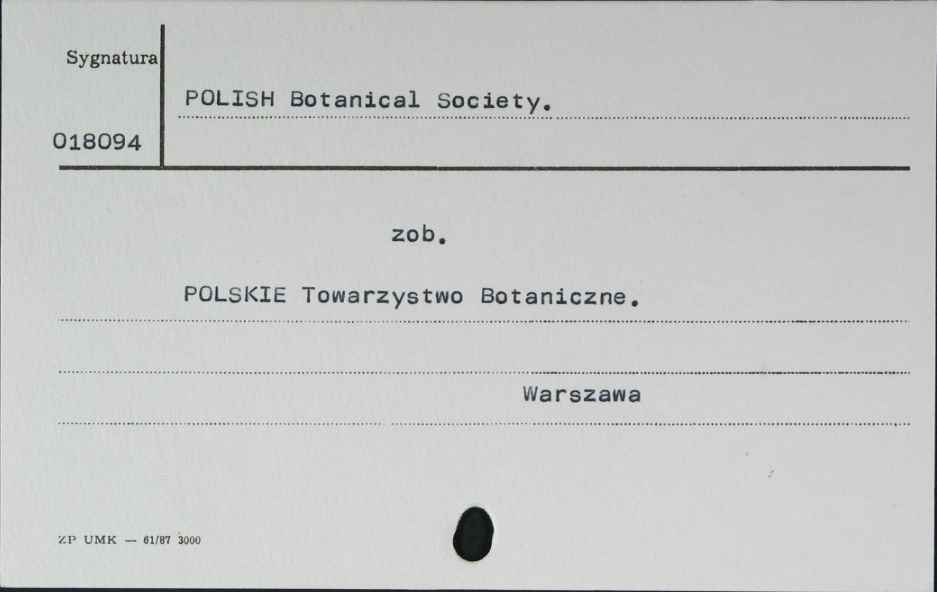 Sygnatura
POLISH Botanical Society.
018094
zob.
POLSKIE Towarzystwo Botaniczne.
Warszawa
ZP UMK — 61/87 3000